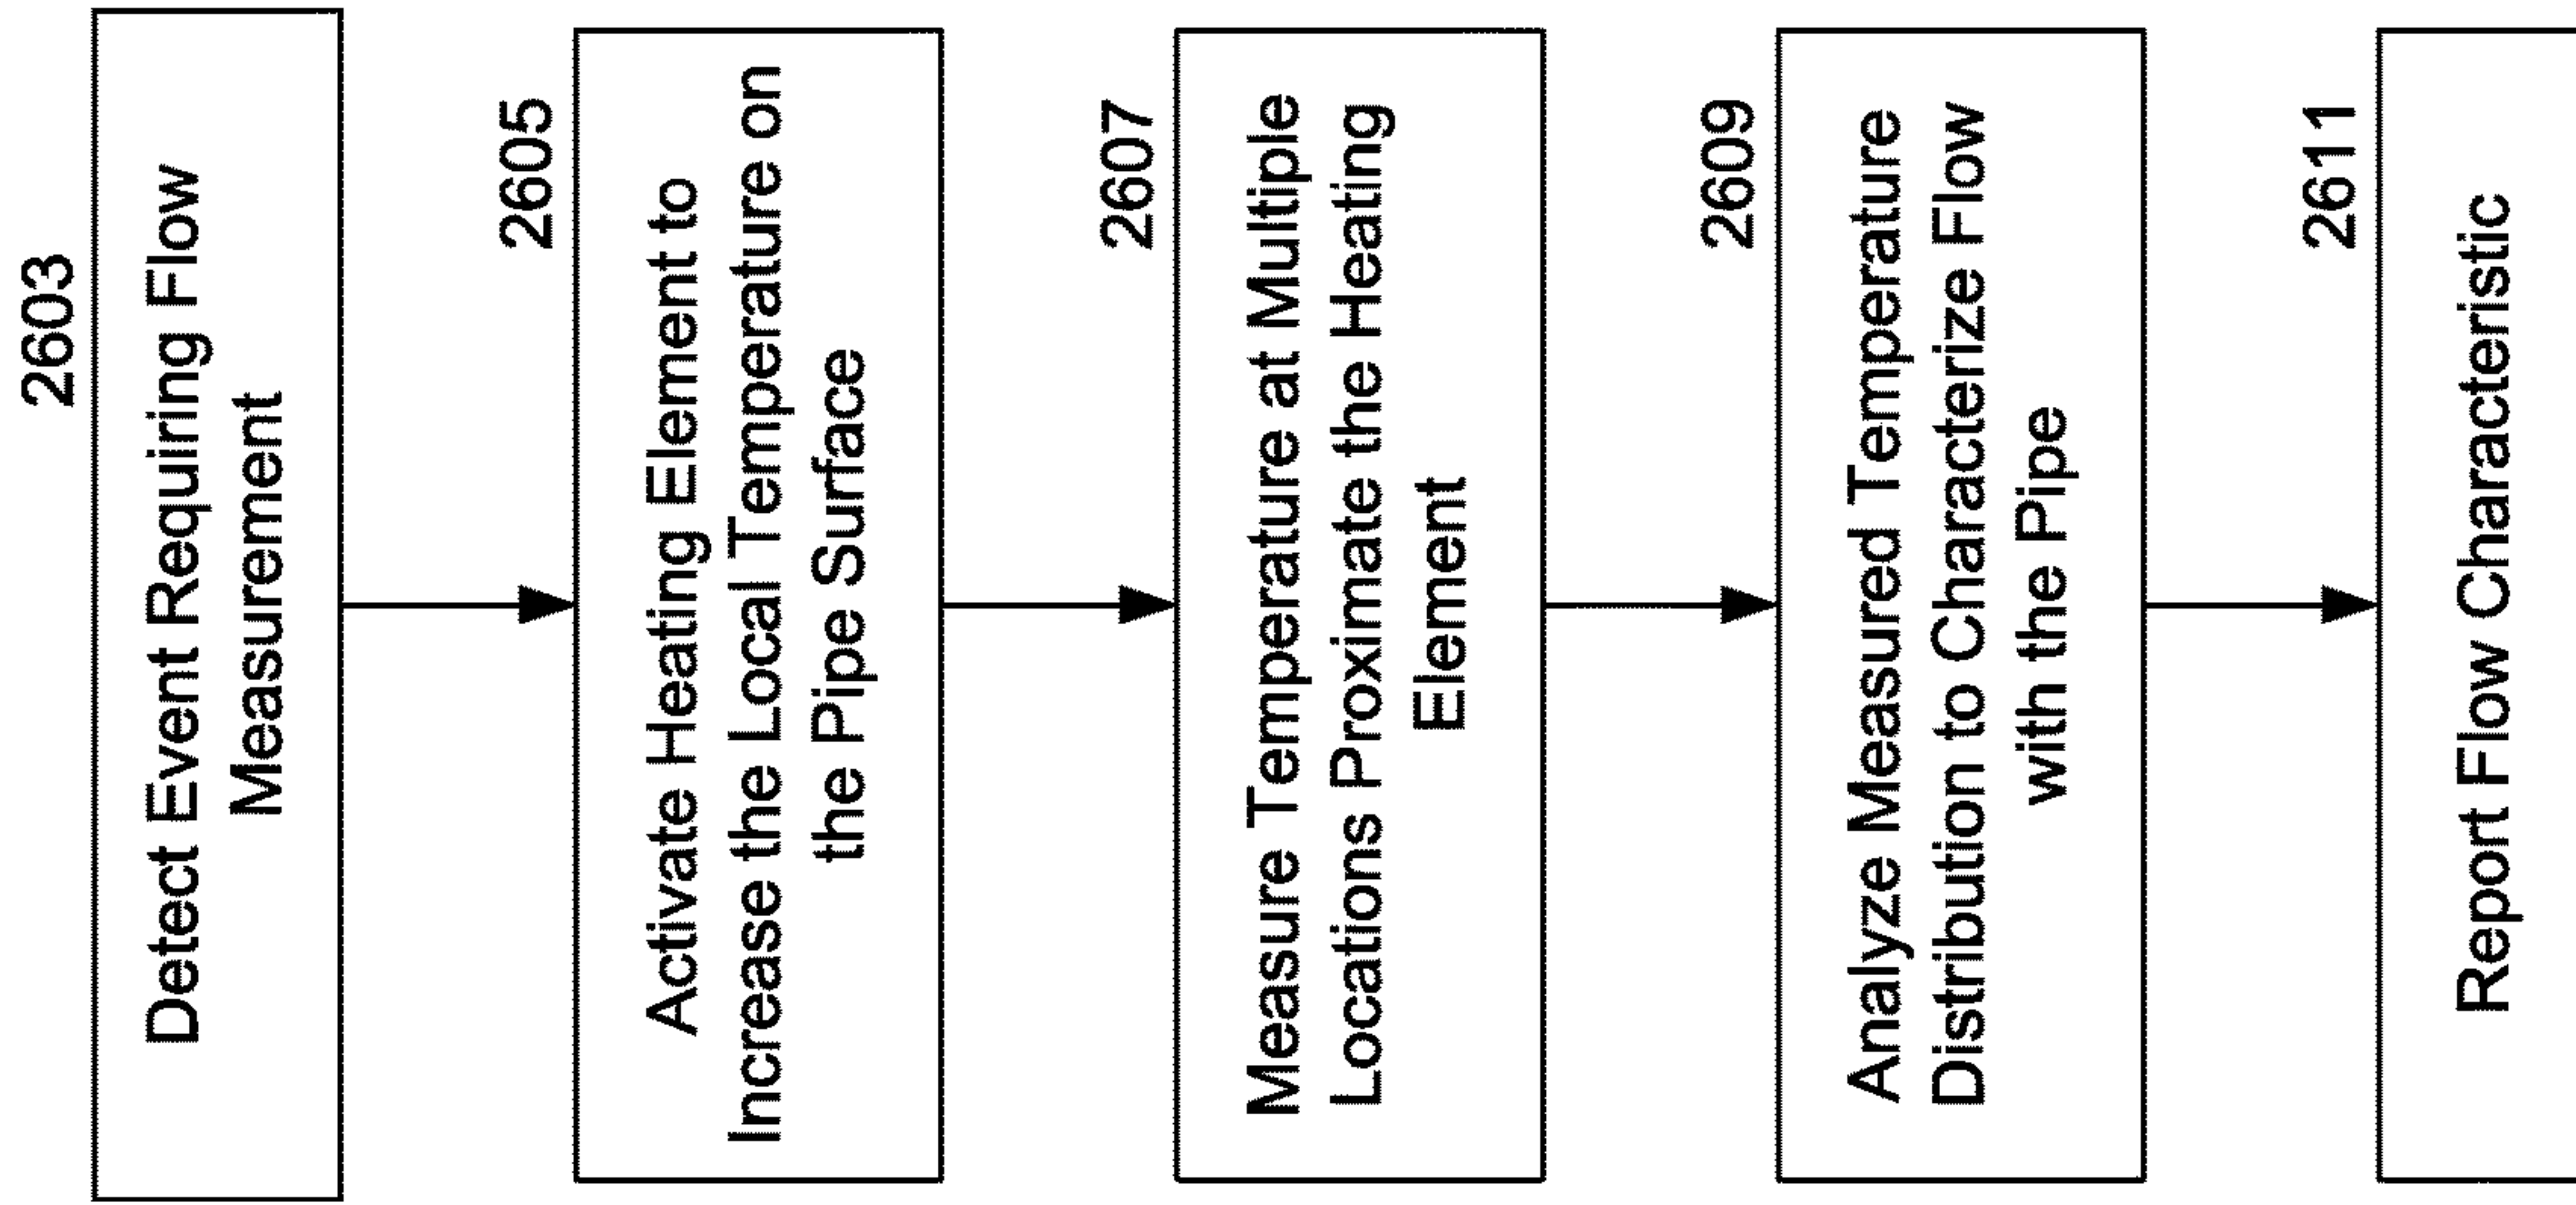 2603
Detect Event Requiring Flow
Measurement
2605
Activate Heating Element to
Increase the Local Temperature on
the Pipe Surface
2607
Measure Temperature at Multiple
Locations Proximate the Heating
Element
2609
Analyze Measured Temperature
Distribution to Characterize Flow
with the Pipe
2611
Report Flow Characteristic